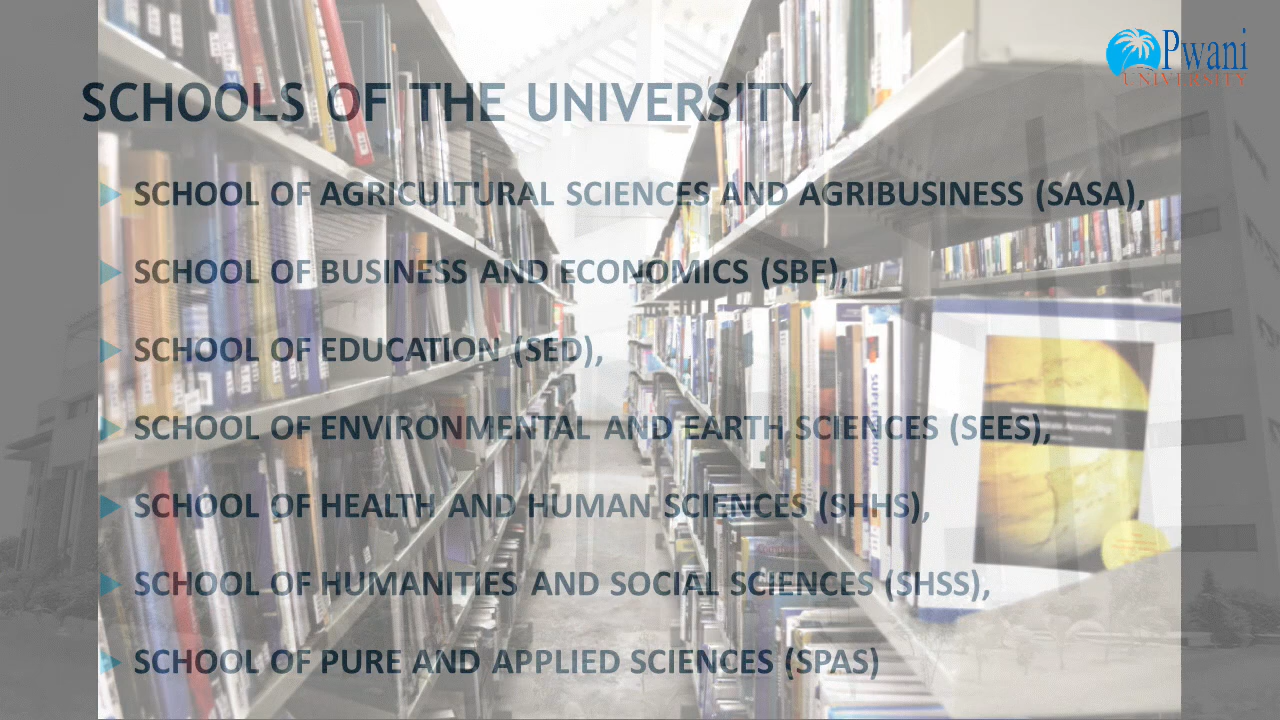 Pwani
UNIVERSITY
SCHOOLS OF THE UNIVERSITY
SCHOOL OF AGRICULTURAL SCIENCES AND AGRIBUSINESS (SASA),
SCHOOL OF BUSINESS AND ECONOMICS (SBE),
SCHOOL OF EDUCATION (SED),
SCHOOL OF ENVIRONMENTAL AND EARTH SCIENCES (SEES),
SCHOOL OF HEALTH AND HUMAN SCIENCES (SHHS),
SCHOOL OF HUMANITIES AND SOCIAL SCIENCES (SHSS),
SCHOOL OF PURE AND APPLIED SCIENCES (SPAS)
SUPERVISION
Accounting